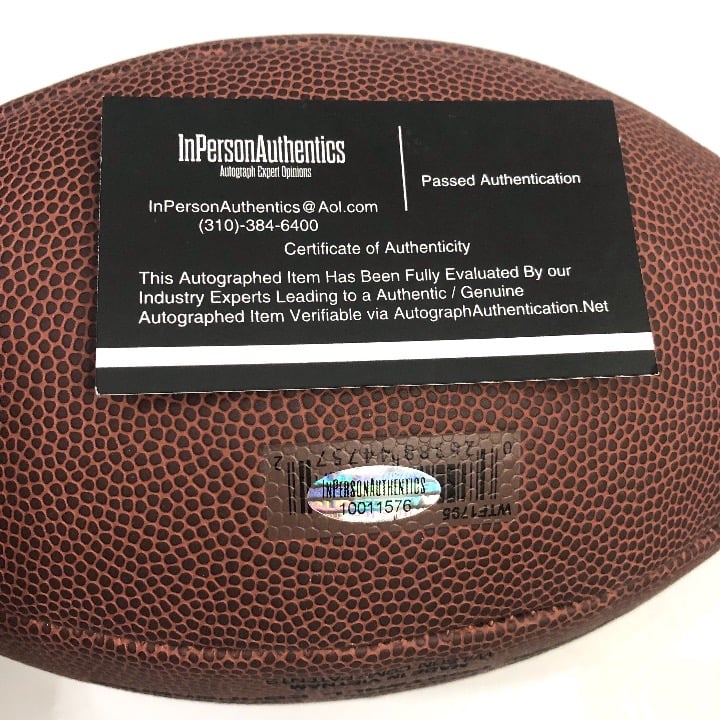 InPersonAuthentics
Autograph Expert Opinions
InPersonAuthentics@Aol.com
(310)-384-6400
Passed Authentication
Certificate of Authenticity
This Autographed Item Has Been Fully Evaluated By our
Industry Experts Leading to a Authentic / Genuine
Autographed Item Verifiable via AutographAuthentication.Net
INPERSONAUTHENTICS
10011576
WTF1795